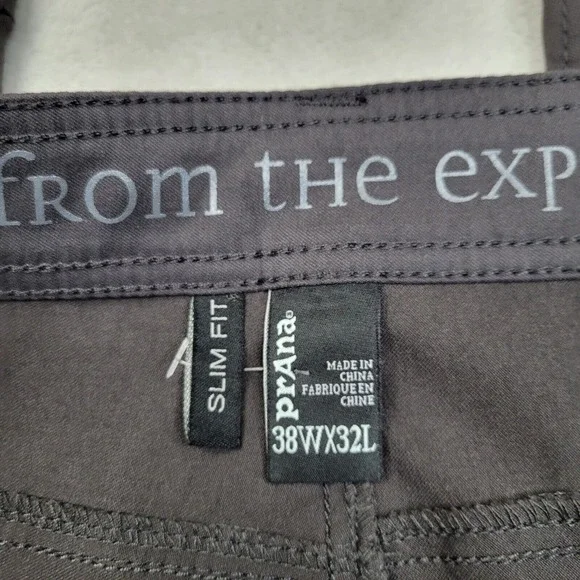 from the exp
SLIM FIT
prAna
MADE IN
CHINA
FABRIQUE EN
CHINE
38WX32L